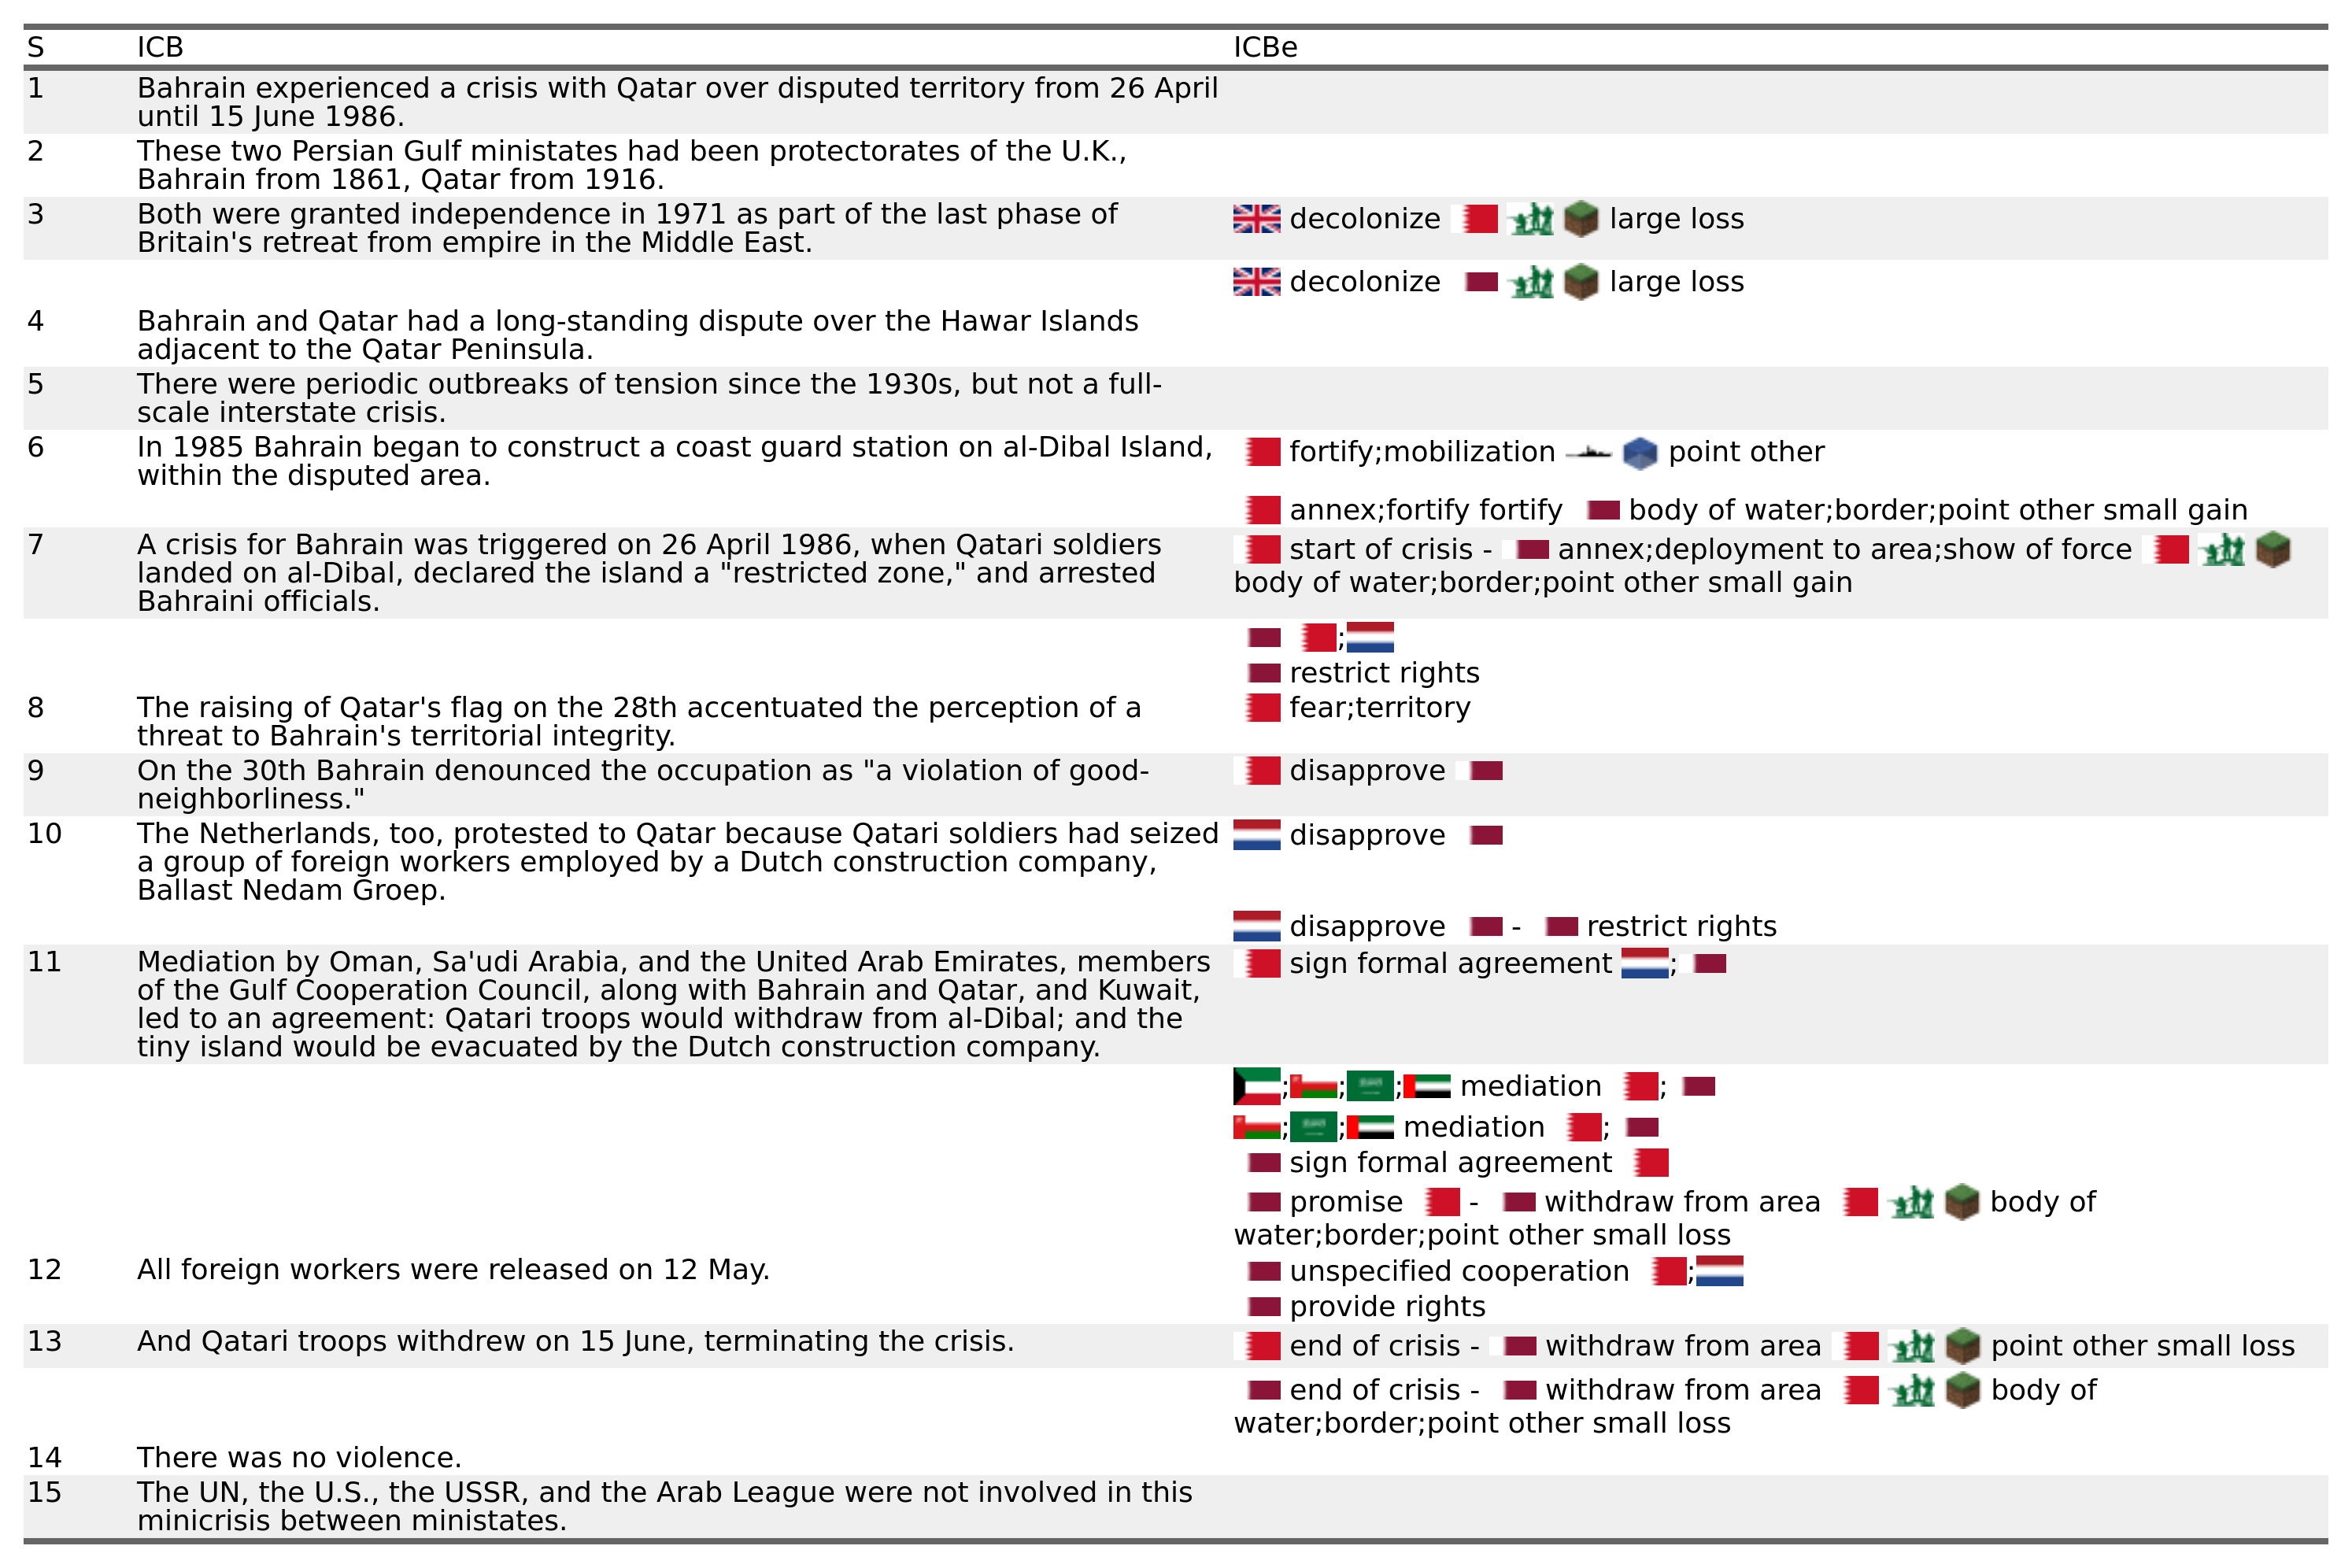 S ICB ICBe
1 Bahrain experienced a crisis with Qatar over disputed territory from 26 April
until 15 June 1986.
2 These two Persian Gulf ministates had been protectorates of the U.K.,
Bahrain from 1861, Qatar from 1916.
3 Both were granted independence in 1971 as part of the last phase of
Britain's retreat from empire in the Middle East.
decolonize large loss
decolonize large loss
4 Bahrain and Qatar had a long-standing dispute over the Hawar Islands
adjacent to the Qatar Peninsula.
5 There were periodic outbreaks of tension since the 1930s, but not a full-
scale interstate crisis.
6 In 1985 Bahrain began to construct a coast guard station on al-Dibal Island,
within the disputed area.
fortify;mobilization point other
annex;fortify fortify body of water;border;point other small gain
7 A crisis for Bahrain was triggered on 26 April 1986, when Qatari soldiers
landed on al-Dibal, declared the island a "restricted zone," and arrested
Bahraini officials.
start of crisis - annex;deployment to area;show of force
body of water;border;point other small gain
;
restrict rights
8 The raising of Qatar's flag on the 28th accentuated the perception of a
threat to Bahrain's territorial integrity.
fear;territory
9 On the 30th Bahrain denounced the occupation as "a violation of good-
neighborliness."
disapprove
10 The Netherlands, too, protested to Qatar because Qatari soldiers had seized
a group of foreign workers employed by a Dutch construction company,
Ballast Nedam Groep.
disapprove
disapprove - restrict rights
11 Mediation by Oman, Sa'udi Arabia, and the United Arab Emirates, members
of the Gulf Cooperation Council, along with Bahrain and Qatar, and Kuwait,
led to an agreement: Qatari troops would withdraw from al-Dibal; and the
tiny island would be evacuated by the Dutch construction company.
sign formal agreement ;
; ; ; mediation ;
; ; mediation ;
sign formal agreement
promise - withdraw from area body of
water;border;point other small loss
12 All foreign workers were released on 12 May.
unspecified cooperation ;
provide rights
13 And Qatari troops withdrew on 15 June, terminating the crisis.
end of crisis - withdraw from area point other small loss
end of crisis - withdraw from area body of
water;border;point other small loss
14 There was no violence.
15 The UN, the U.S., the USSR, and the Arab League were not involved in this
minicrisis between ministates.